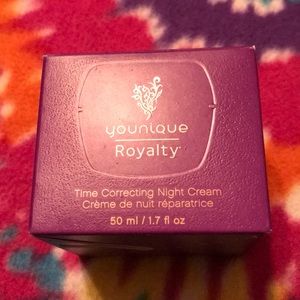 younique
Royalty
Time Correcting Night Cream
Crème de nuit réparatrice
50 ml / 1.7 fl oz